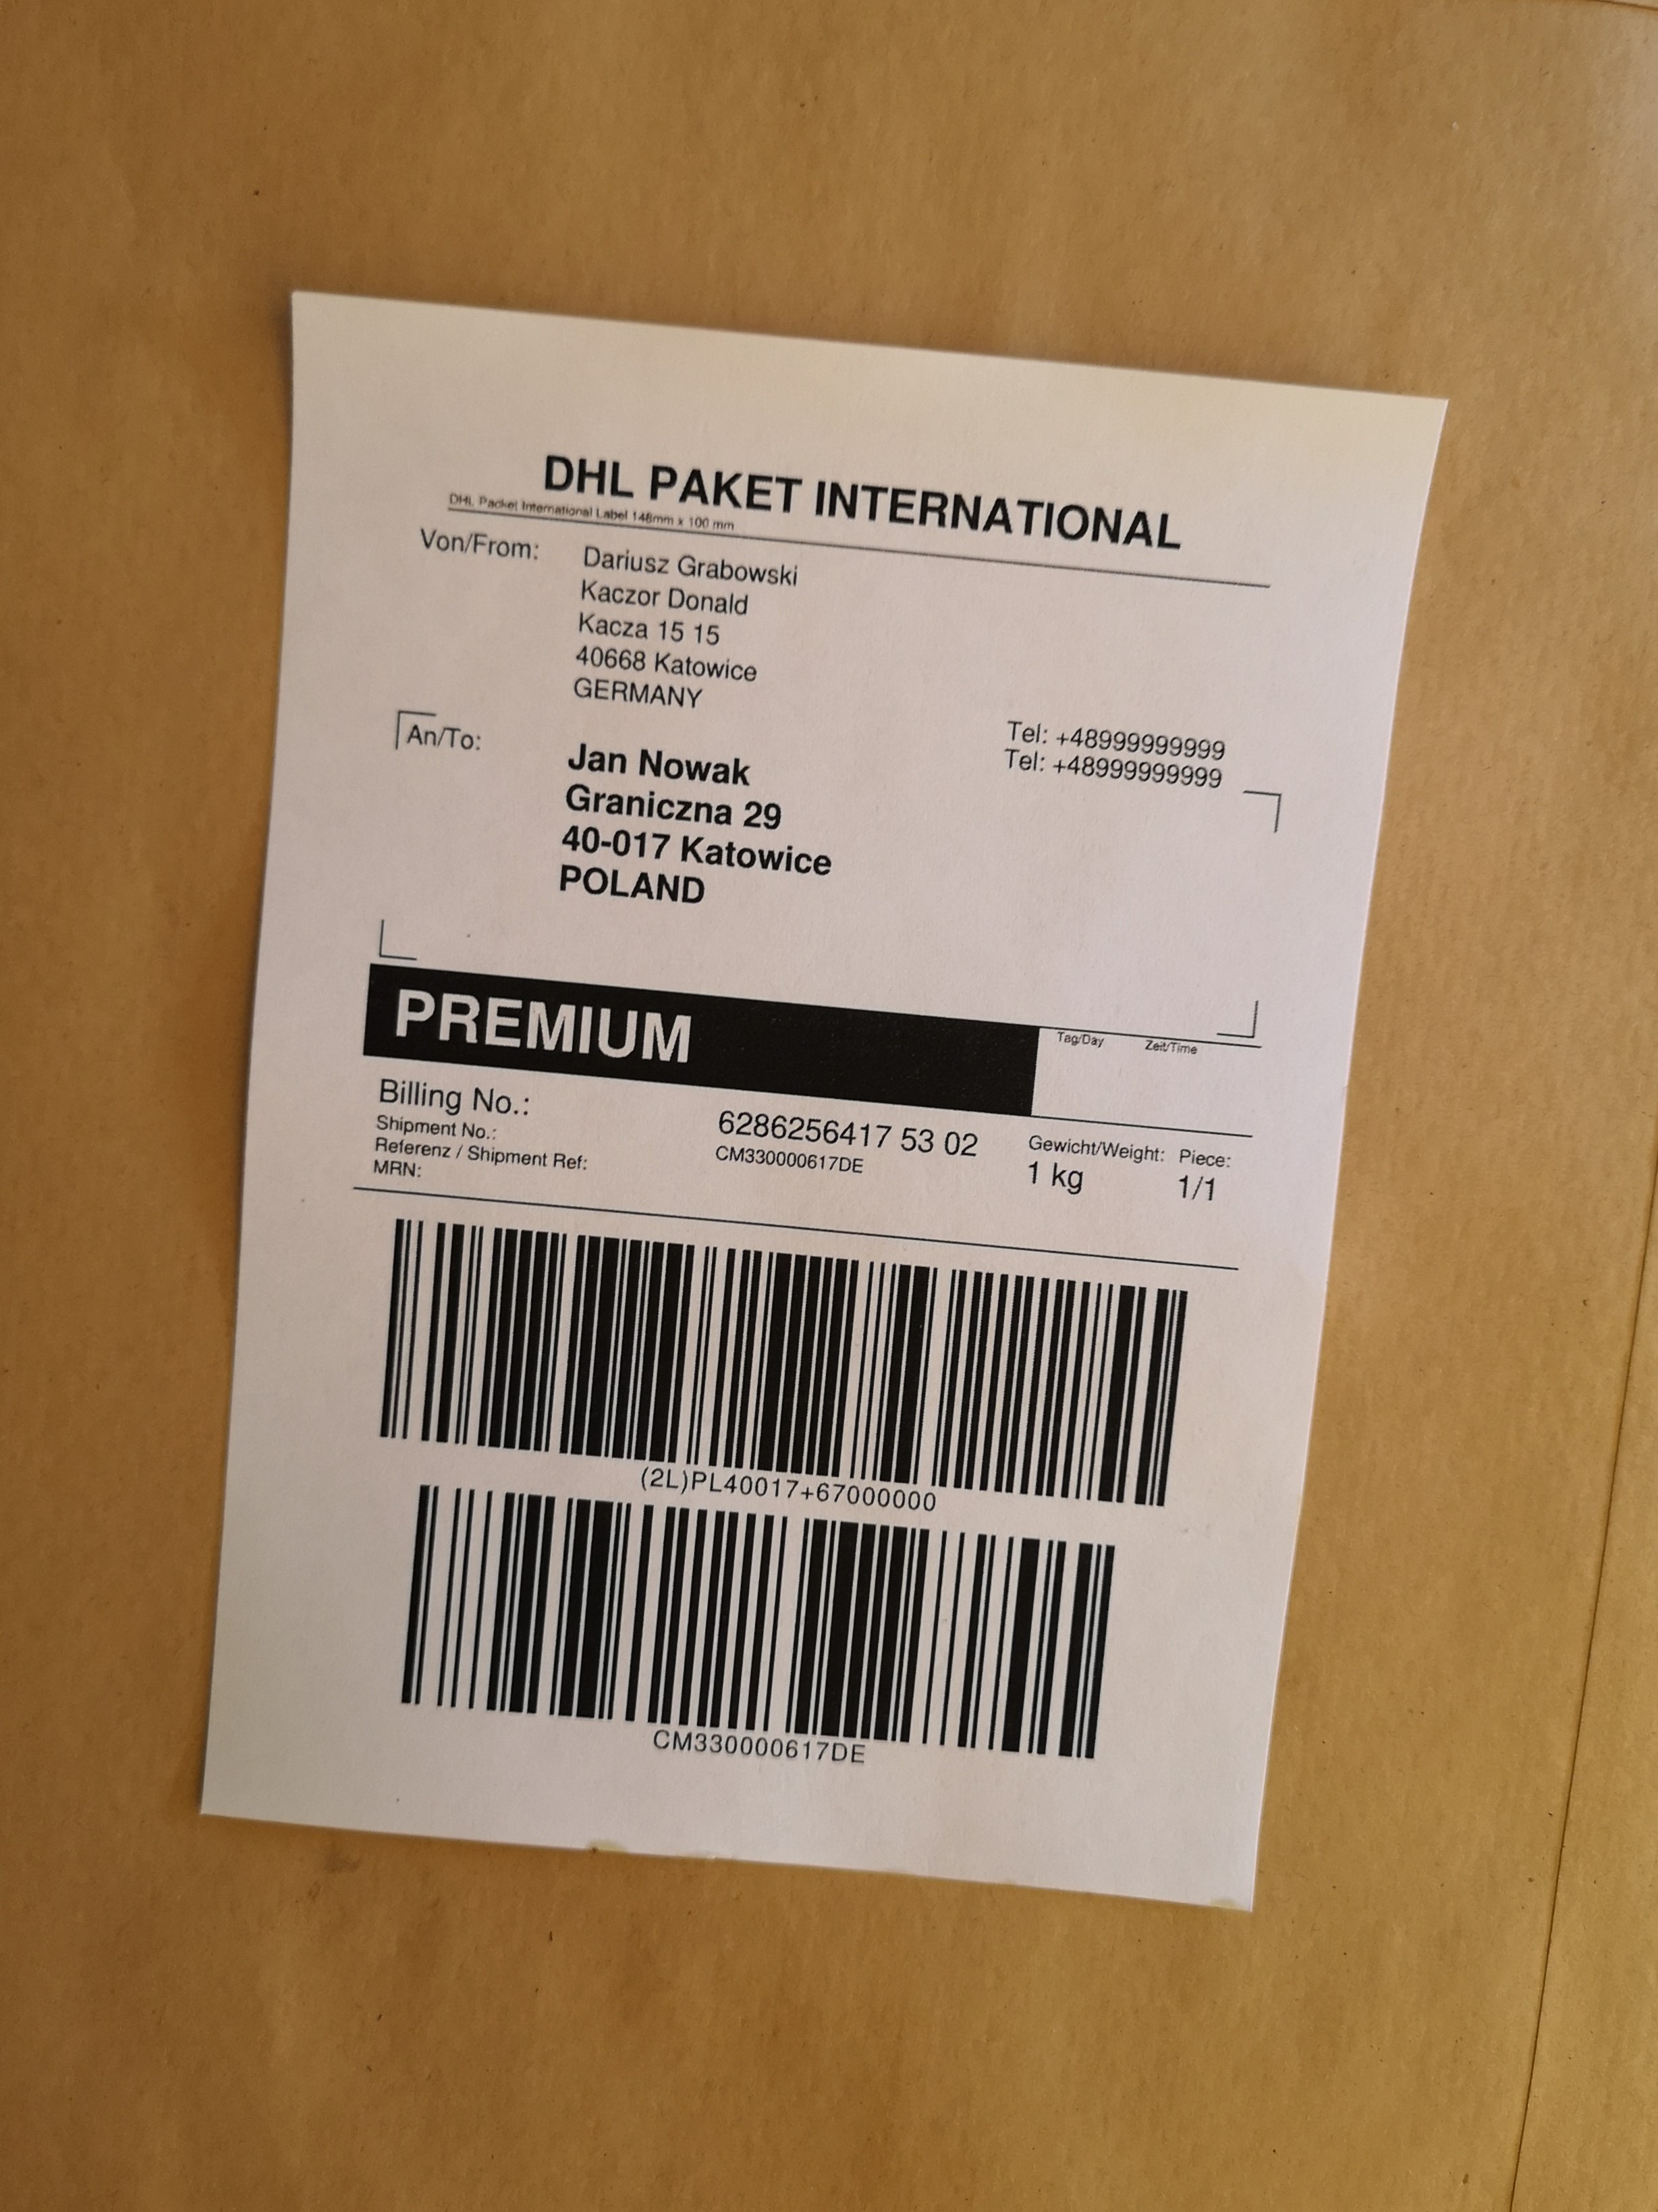 DHL PAKET INTERNATIONAL
DHL Packet International Label 148mm x 100 mm
Von/From:
Dariusz Grabowski
Kaczor Donald
Kacza 15 15
40668 Katowice
GERMANY
Tel: +48999999999
Tel: +48999999999
An/To:
Jan Nowak
Graniczna 29
40-017 Katowice
POLAND
PREMIUM
Tag/Day Zeit/Time
Billing No.: 6286256417 53 02
Shipment No.: CM330000617DE
Referenz / Shipment Ref:
MRN:
Gewicht/Weight: Piece:
1 kg 1/1
(2L)PL40017+67000000
CM330000617DE